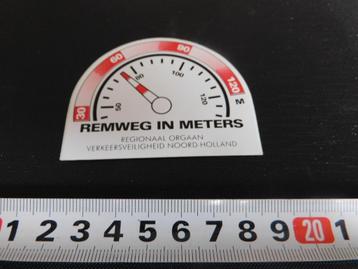 30 60 90 120 M
50 80 100 120
REMWEG IN METERS
REGIONAAL ORGAAN
VERKEERSVEILIGHEID NOORD-HOLLAND
1 2 3 4 5 6 7 8 9 20 1